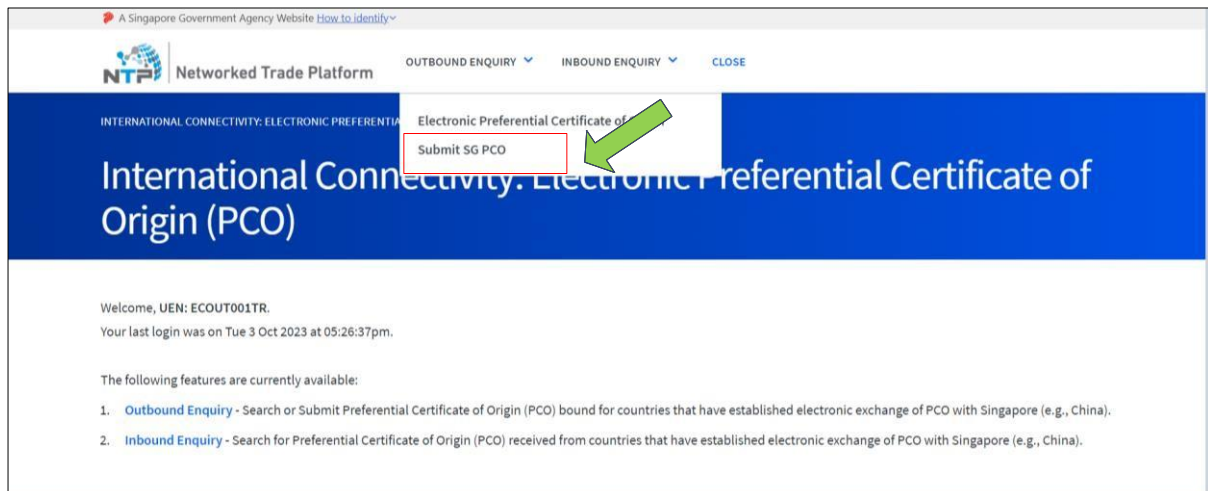 A Singapore Government Agency Website How to identify
NTP Networked Trade Platform
OUTBOUND ENQUIRY INBOUND ENQUIRY CLOSE
INTERNATIONAL CONNECTIVITY: ELECTRONIC
Electronic Preferential Certificate of
Submit SG PCO
International Connectivity: Electronic Preferential Certificate of
Origin (PCO)
Welcome, UEN: ECOUT001TR.
Your last login was on Tue 3 Oct 2023 at 05:26:37pm.
The following features are currently available:
1. Outbound Enquiry - Search or Submit Preferential Certificate of Origin (PCO) bound for countries that have established electronic exchange of PCO with Singapore (e.g., China).
2. Inbound Enquiry - Search for Preferential Certificate of Origin (PCO) received from countries that have established electronic exchange of PCO with Singapore (e.g., China).